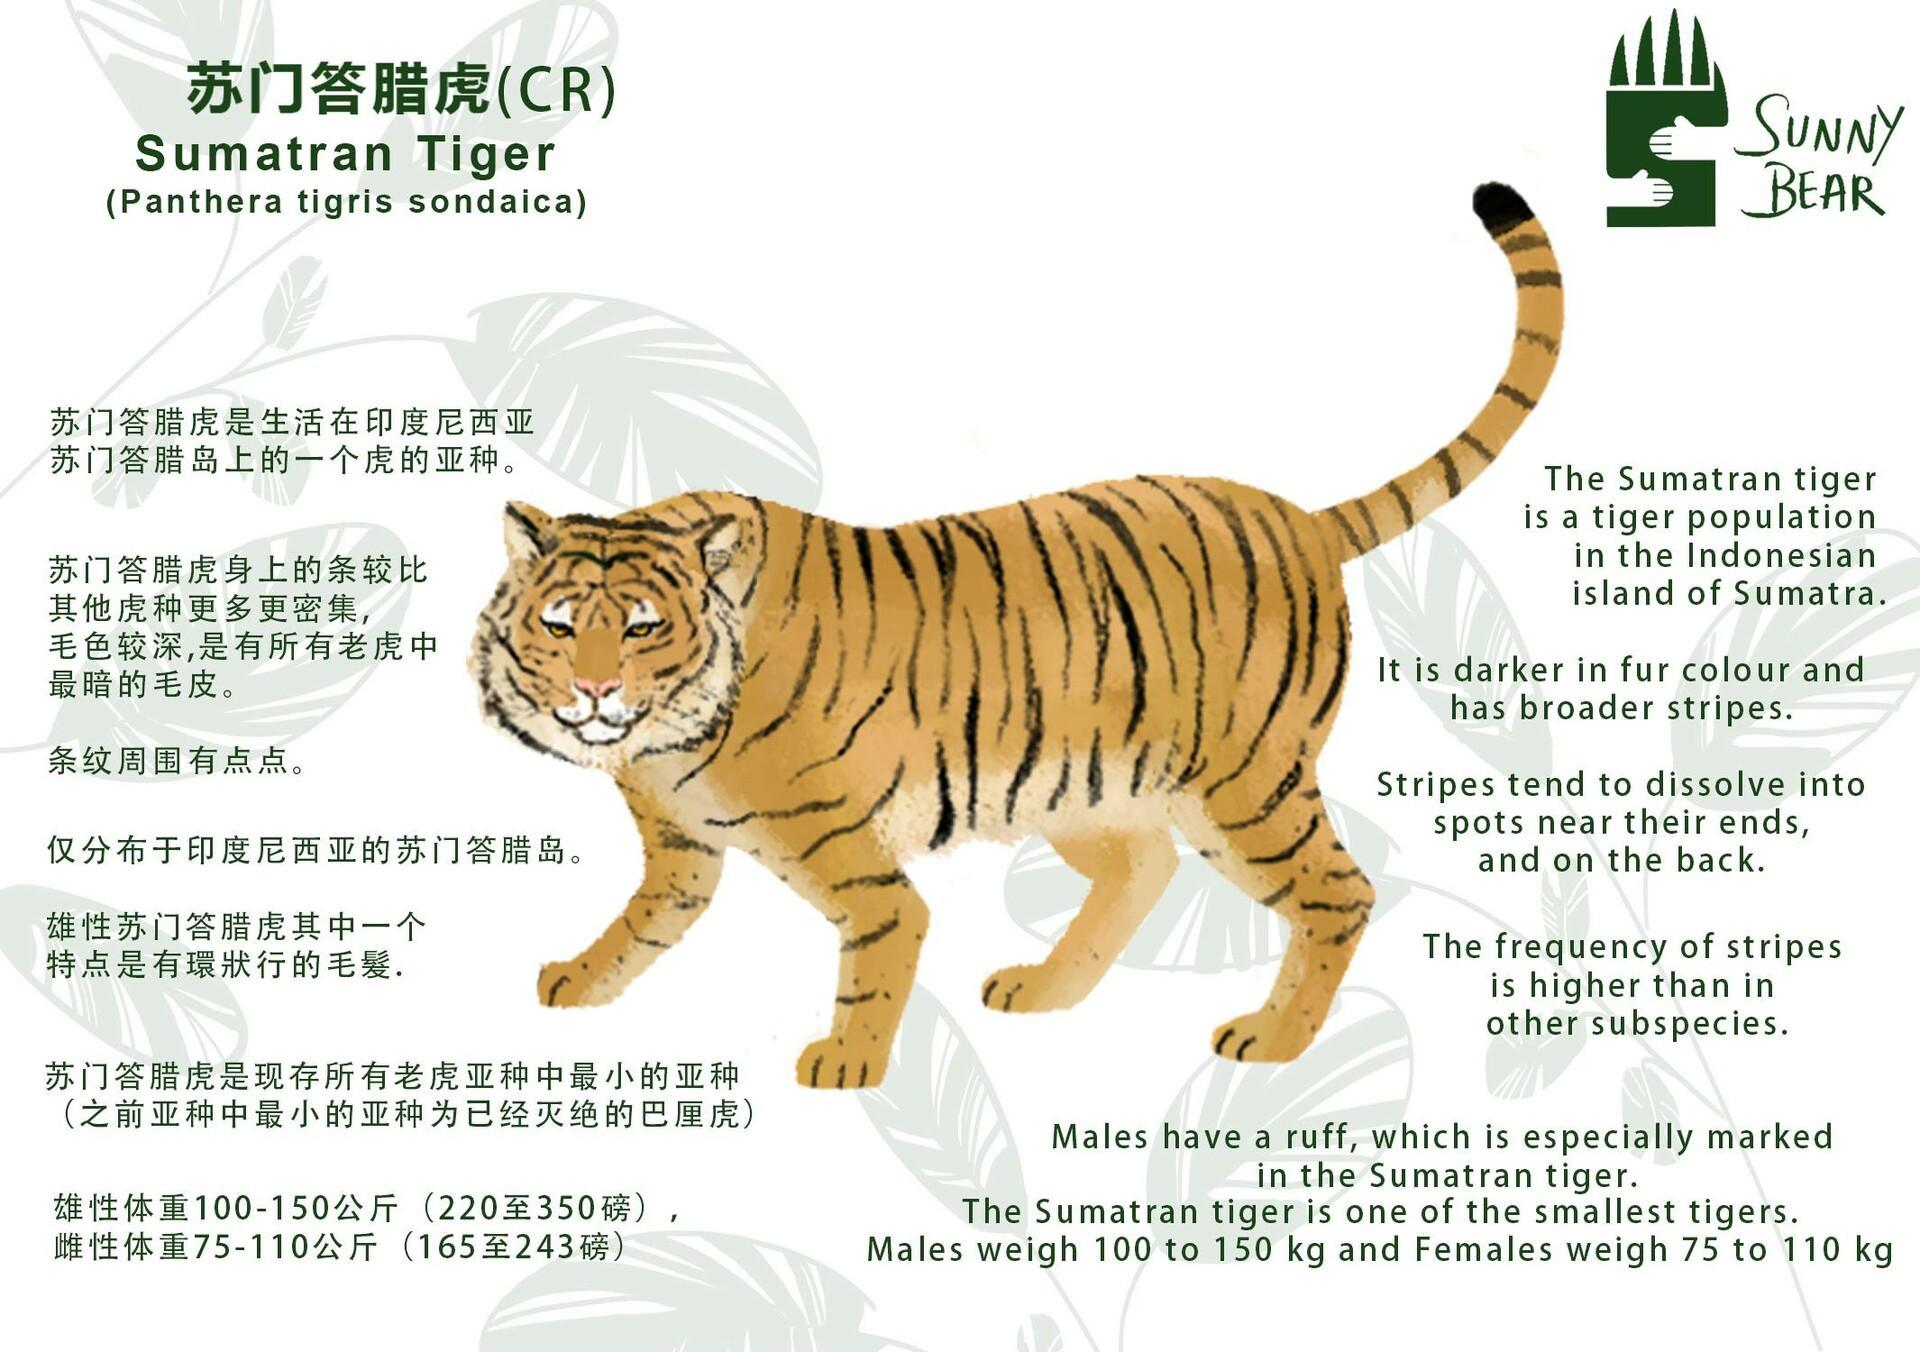 苏门答腊虎(CR)
Sumatran Tiger
(Panthera tigris sondaica)
SUNNY
BEAR
苏门答腊虎是生活在印度尼西亚
苏门答腊岛上的一个虎的亚种。
苏门答腊虎身上的条较比
其他虎种更多更密集,
毛色较深,是有所有老虎中
最暗的毛皮。
条纹周围有点点。
仅分布于印度尼西亚的苏门答腊岛。
雄性苏门答腊虎其中一个
特点是有環狀行的毛髮.
苏门答腊虎是现存所有老虎亚种中最小的亚种
（之前亚种中最小的亚种为已经灭绝的巴厘虎）
雄性体重100-150公斤（220至350磅）,
雌性体重75-110公斤（165至243磅）
The Sumatran tiger
is a tiger population
in the Indonesian
island of Sumatra.
It is darker in fur colour and
has broader stripes.
Stripes tend to dissolve into
spots near their ends,
and on the back.
The frequency of stripes
is higher than in
other subspecies.
Males have a ruff, which is especially marked
in the Sumatran tiger.
The Sumatran tiger is one of the smallest tigers.
Males weigh 100 to 150 kg and Females weigh 75 to 110 kg